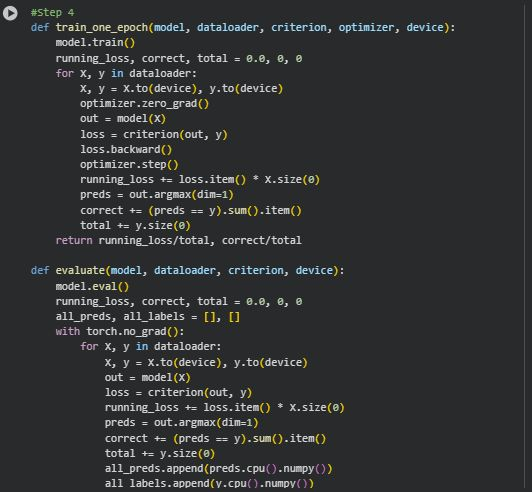 #Step 4
def train_one_epoch(model, dataloader, criterion, optimizer, device):
    model.train()
    running_loss, correct, total = 0.0, 0, 0
    for X, y in dataloader:
        X, y = X.to(device), y.to(device)
        optimizer.zero_grad()
        out = model(X)
        loss = criterion(out, y)
        loss.backward()
        optimizer.step()
        running_loss += loss.item() * X.size(0)
        preds = out.argmax(dim=1)
        correct += (preds == y).sum().item()
        total += y.size(0)
    return running_loss/total, correct/total

def evaluate(model, dataloader, criterion, device):
    model.eval()
    running_loss, correct, total = 0.0, 0, 0
    all_preds, all_labels = [], []
    with torch.no_grad():
        for X, y in dataloader:
            X, y = X.to(device), y.to(device)
            out = model(X)
            loss = criterion(out, y)
            running_loss += loss.item() * X.size(0)
            preds = out.argmax(dim=1)
            correct += (preds == y).sum().item()
            total += y.size(0)
            all_preds.append(preds.cpu().numpy())
            all_labels.append(y.cpu().numpy())